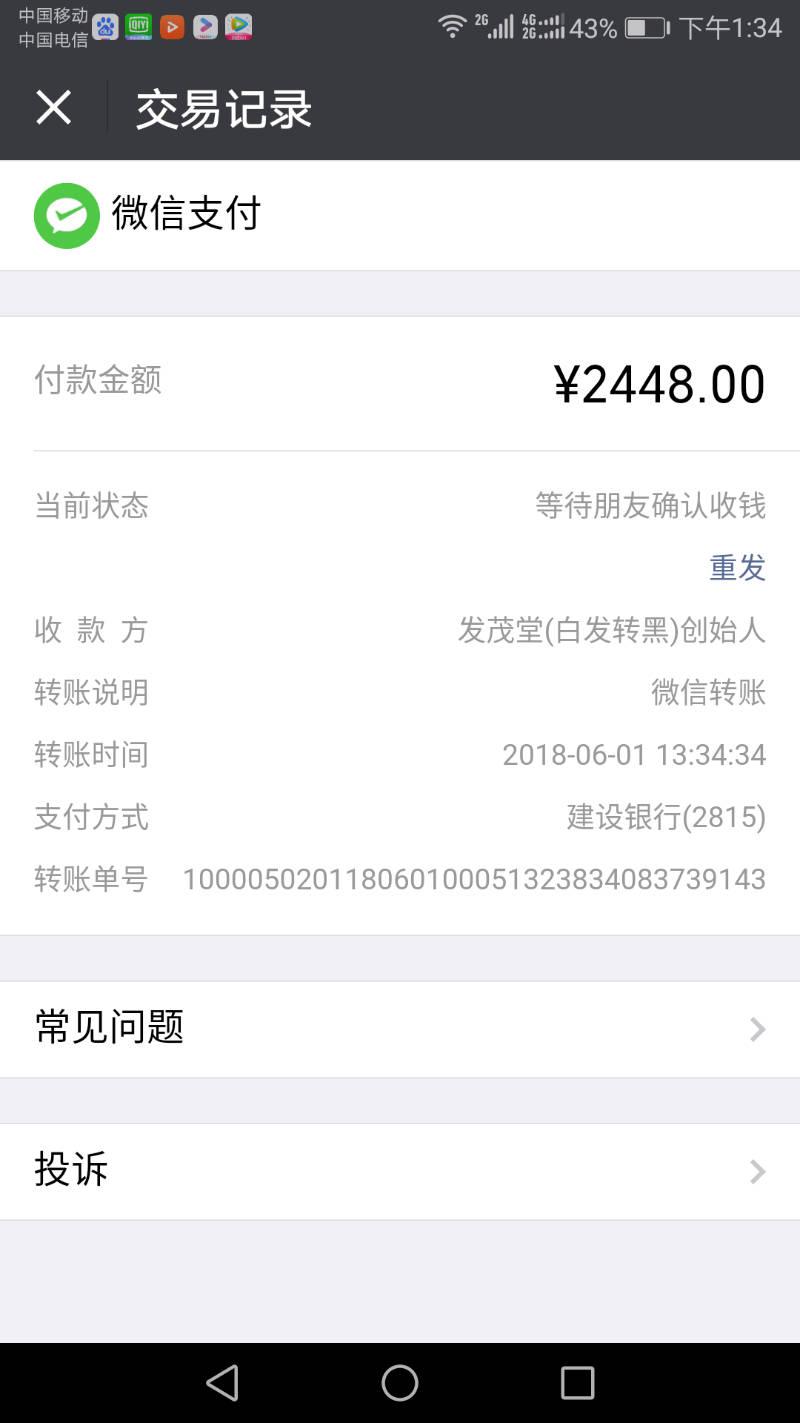 中国移动
中国电信
2G 4G 2G 43% 下午1:34
交易记录
微信支付
付款金额 ¥2448.00
当前状态 等待朋友确认收钱
重发
收款方 发茂堂(白发转黑)创始人
转账说明 微信转账
转账时间 2018-06-01 13:34:34
支付方式 建设银行(2815)
转账单号 100005020118060100051323834083739143
常见问题
投诉